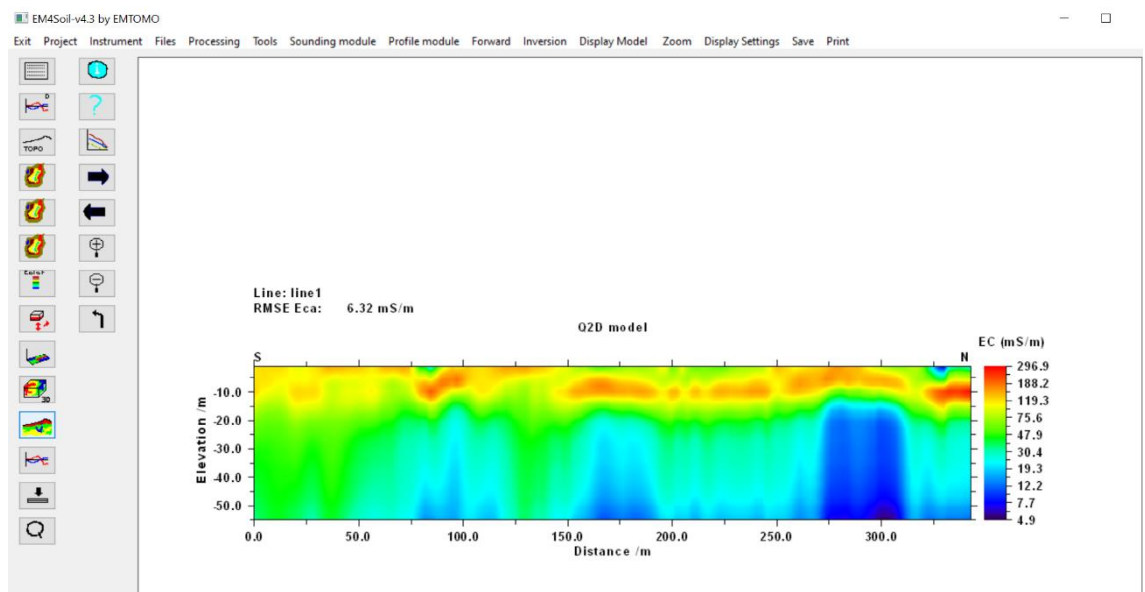 EM4Soil-v4.3 by EMTOMO
Exit Project Instrument Files Processing Tools Sounding module Profile module Forward Inversion Display Model Zoom Display Settings Save Print
D
?
TOPO
Color
3D
Line: line1
RMSE Eca: 6.32 mS/m
Q2D model
EC (mS/m)
S N
296.9
188.2
119.3
75.6
47.9
30.4
19.3
12.2
7.7
4.9
Elevation /m
-10.0
-20.0
-30.0
-40.0
-50.0
0.0 50.0 100.0 150.0 200.0 250.0 300.0
Distance /m